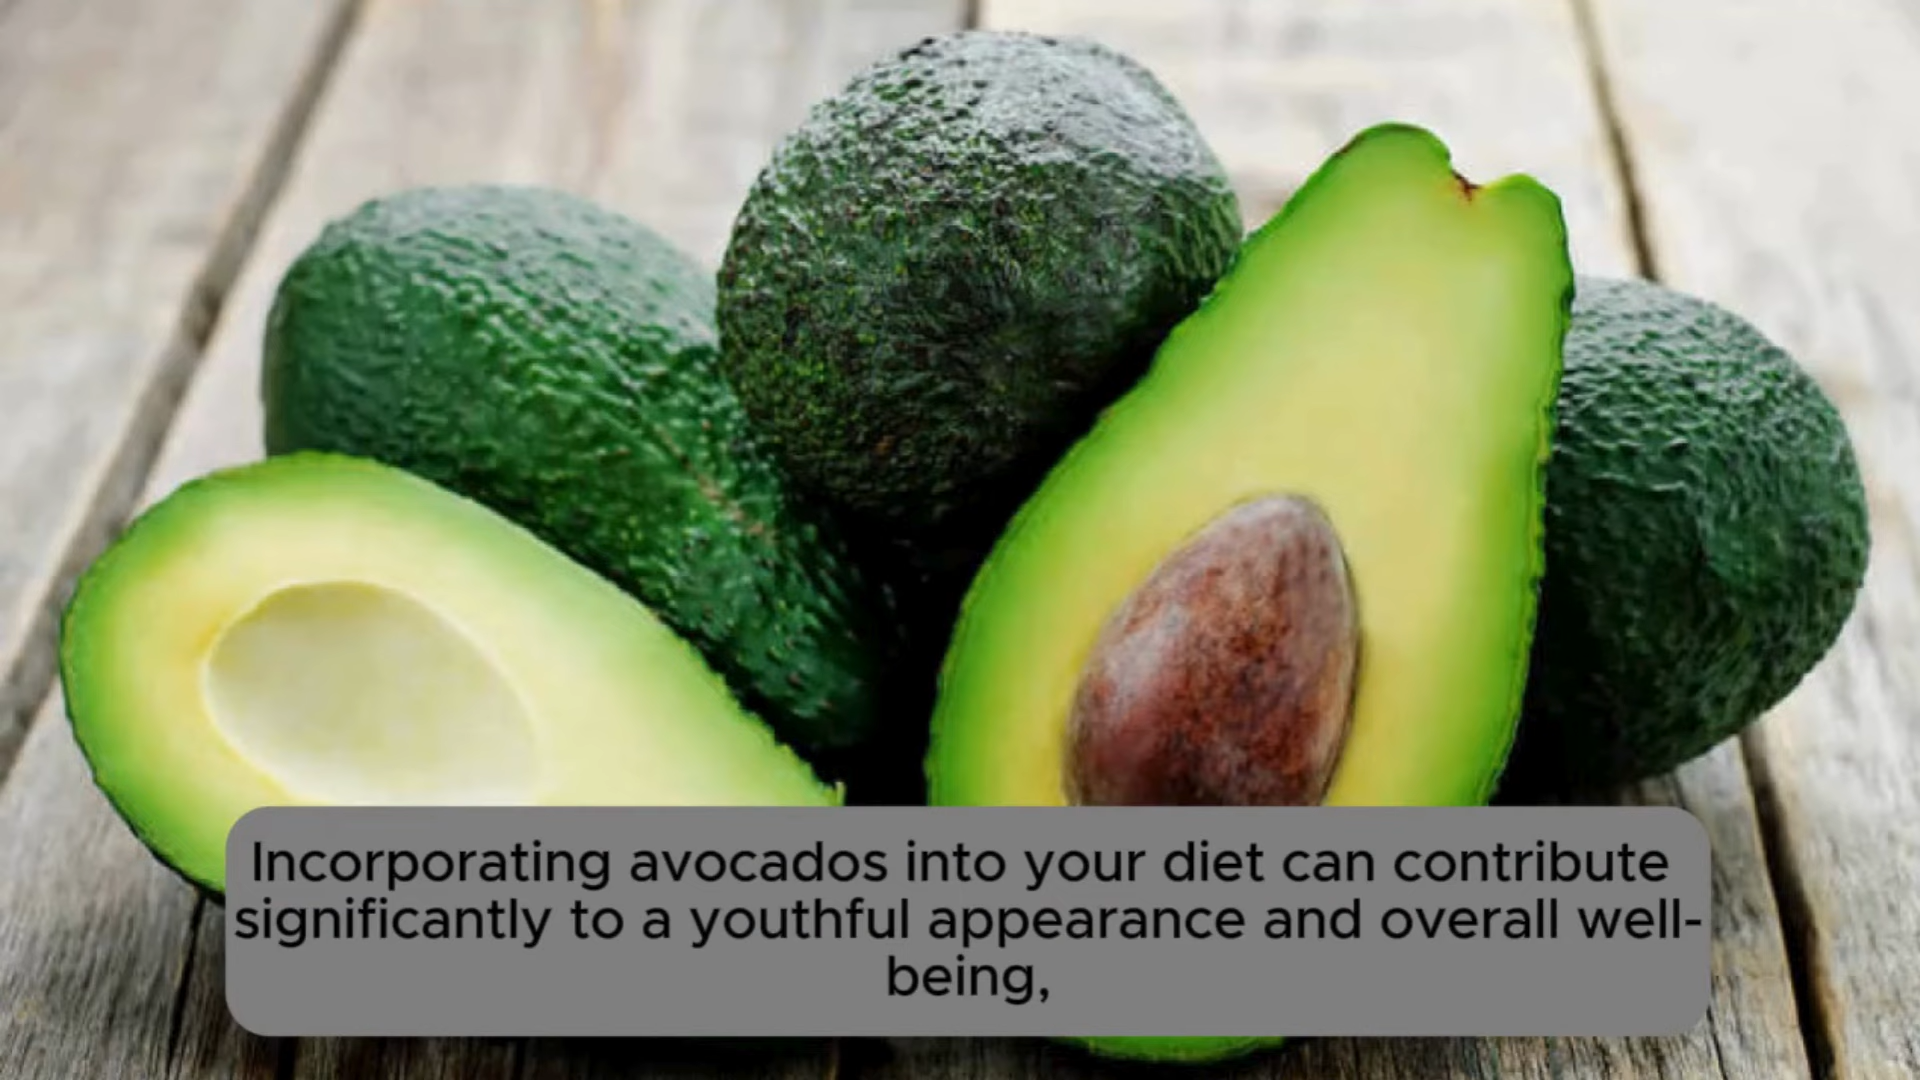 Incorporating avocados into your diet can contribute
significantly to a youthful appearance and overall well-
being,